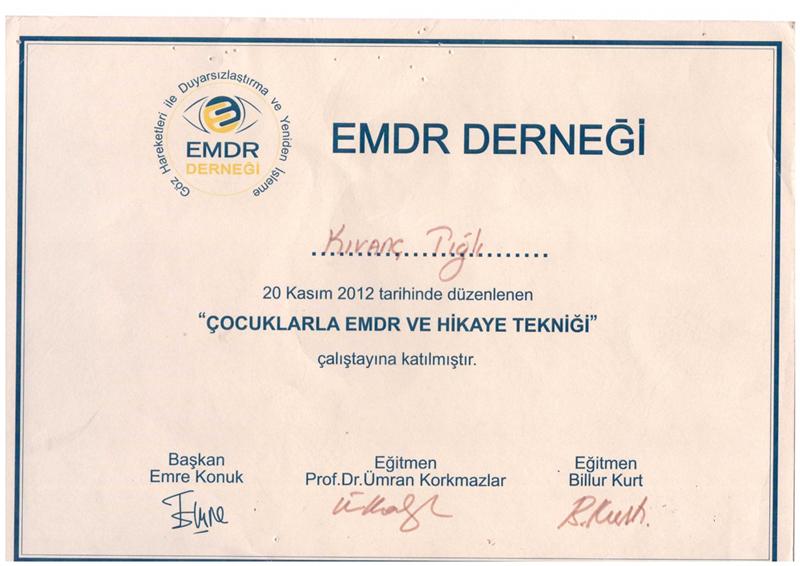 Göz Hareketleri ile Duyarsızlaştırma ve Yeniden İşleme
EMDR
DERNEĞİ
EMDR DERNEĞİ
Kıvanç Tığlı
20 Kasım 2012 tarihinde düzenlenen
“ÇOCUKLARLA EMDR VE HİKAYE TEKNİĞİ”
çalıştayına katılmıştır.
Başkan
Emre Konuk
Eğitmen
Prof.Dr.Ümran Korkmazlar
Eğitmen
Billur Kurt
Emre
B.Kurt.